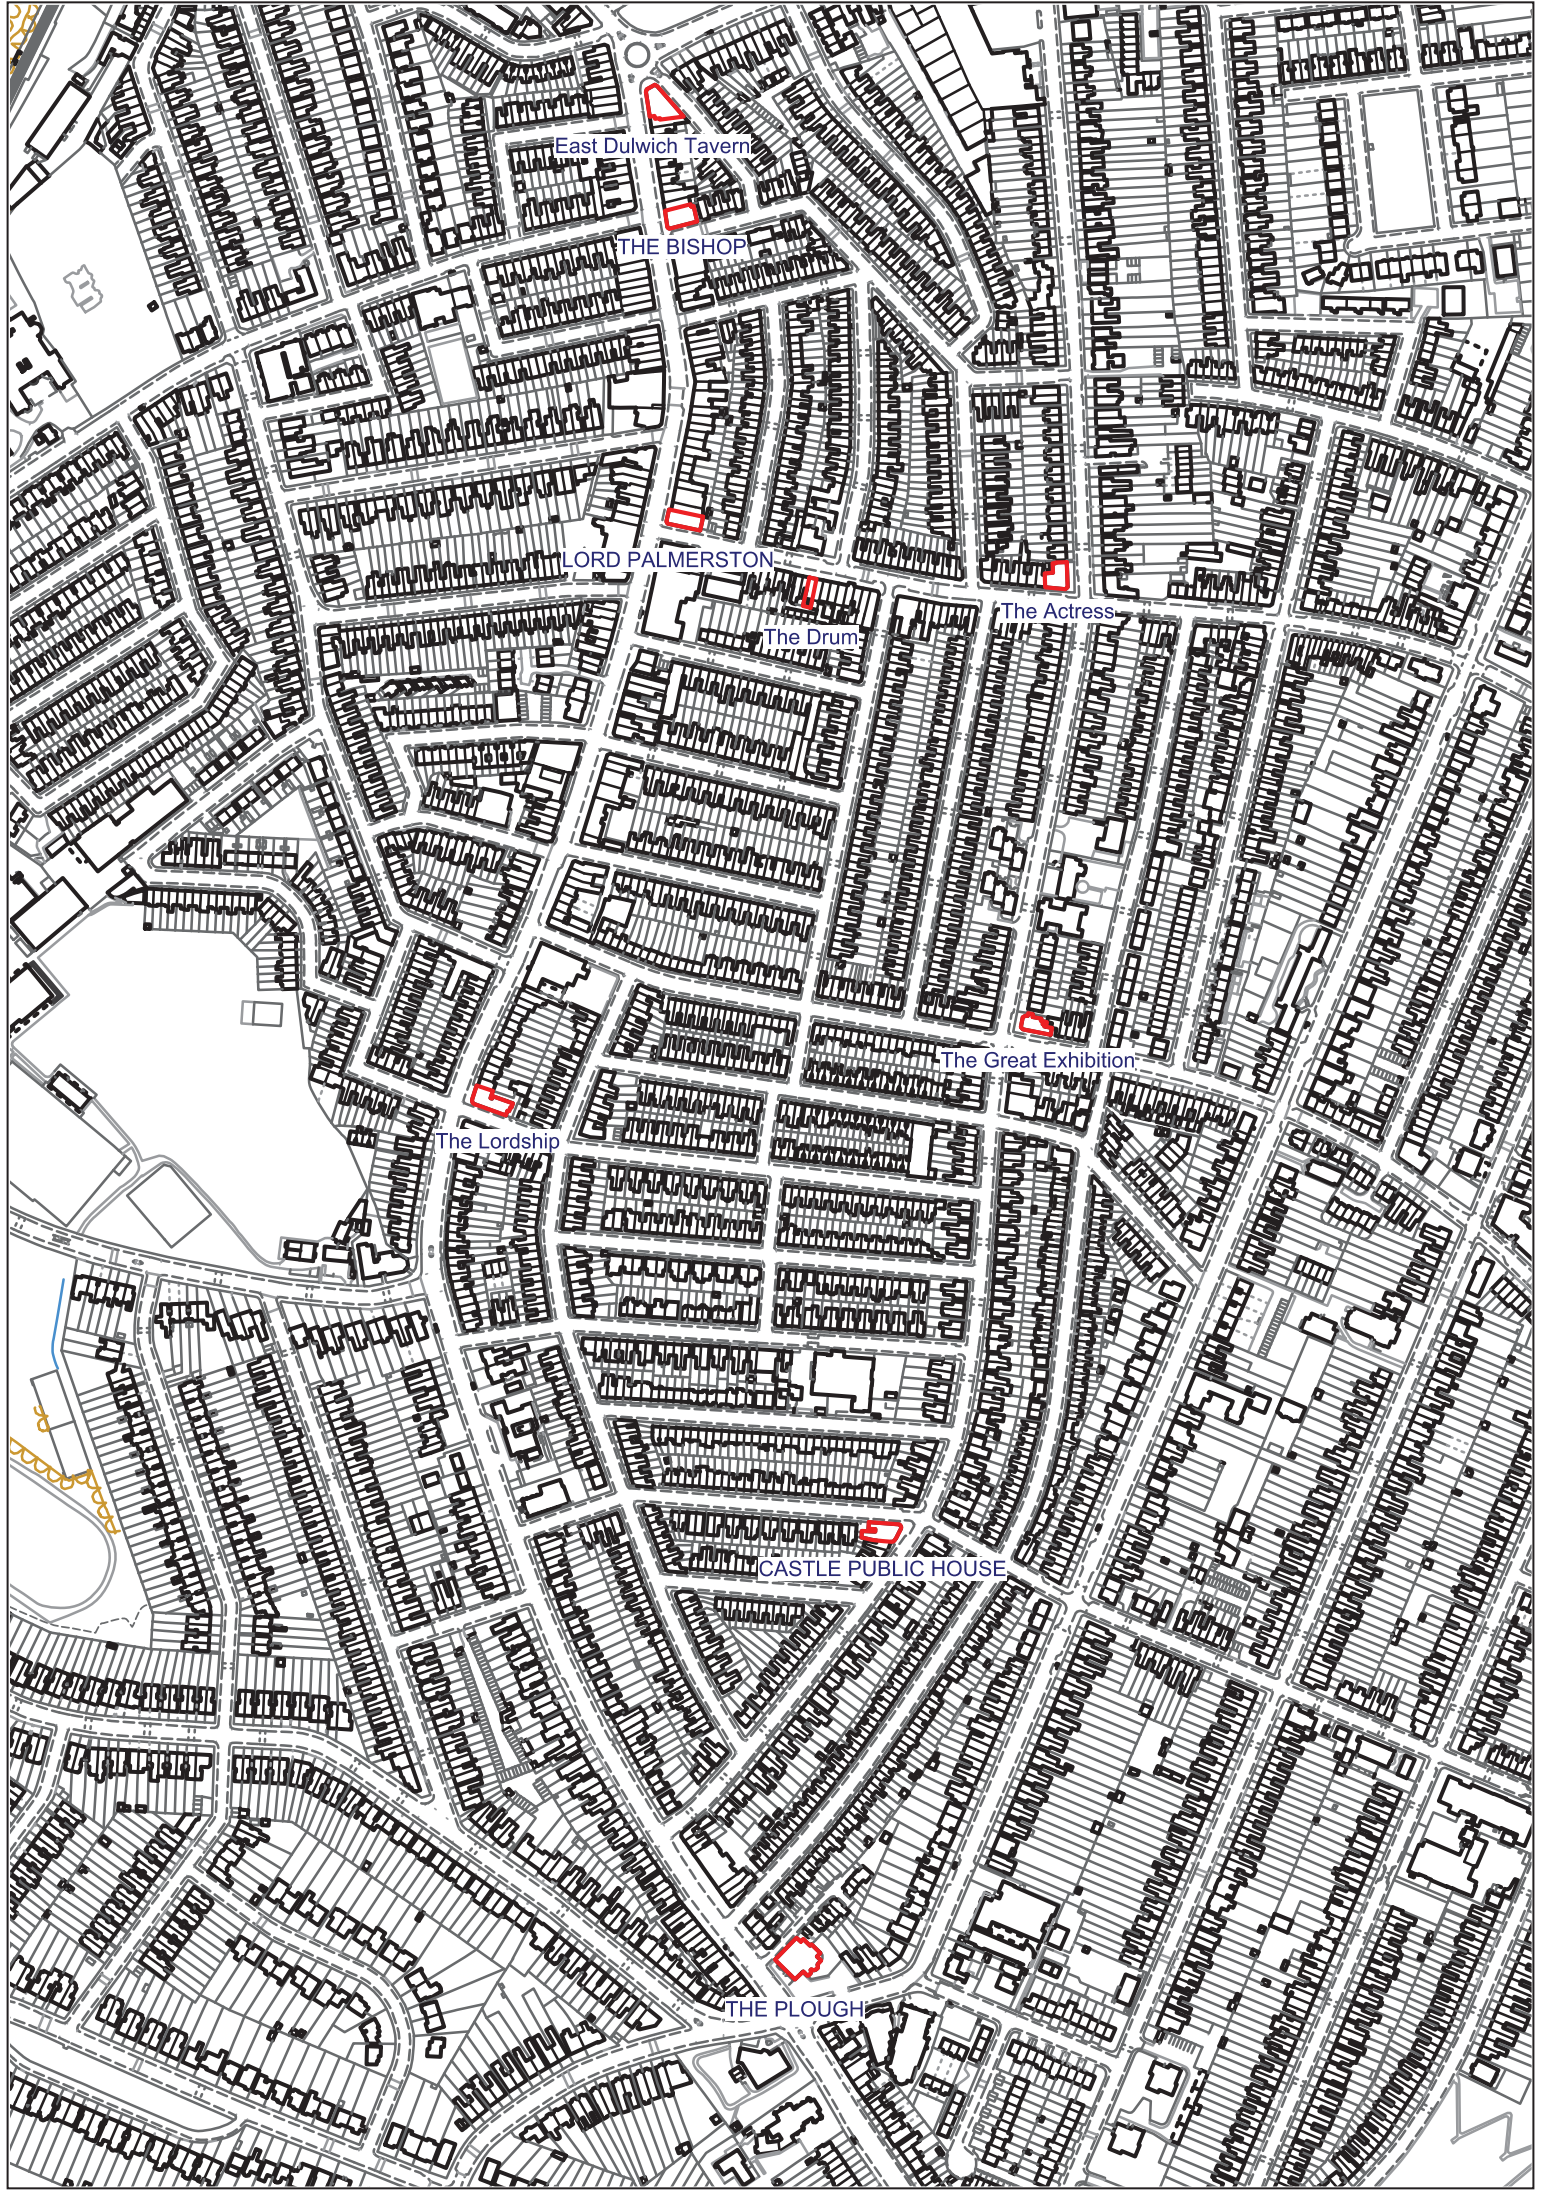 East Dulwich Tavern
THE BISHOP
LORD PALMERSTON
The Actress
The Drum
The Great Exhibition
The Lordship
CASTLE PUBLIC HOUSE
THE PLOUGH